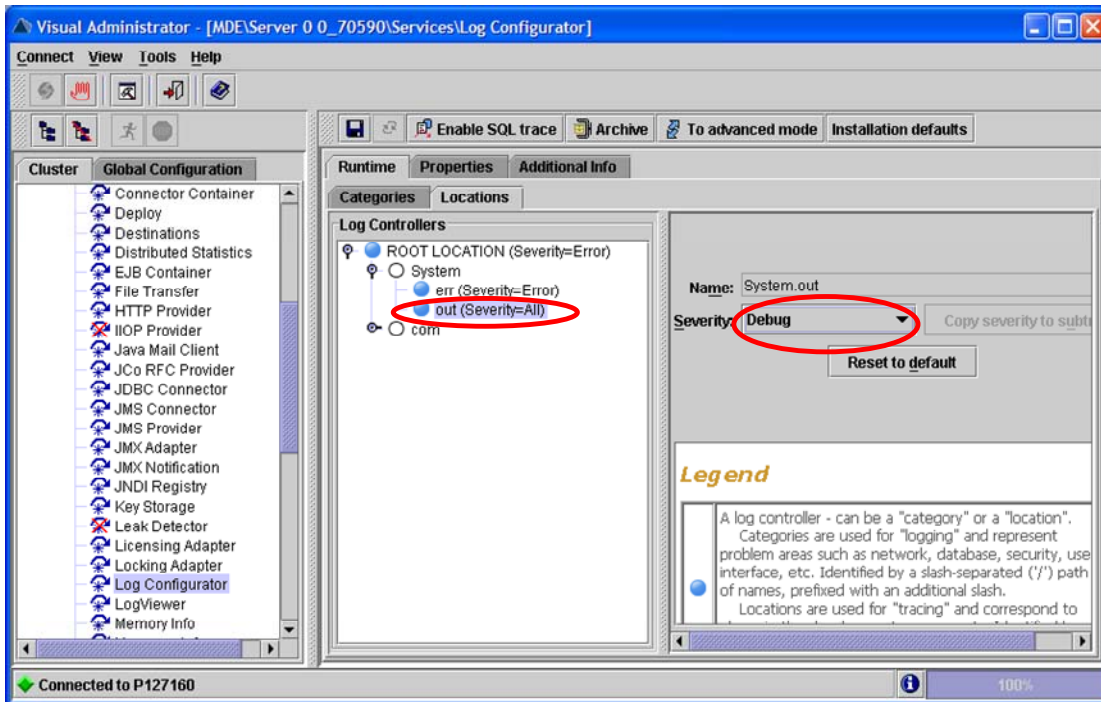 Visual Administrator - [MDE\Server 0 0_70590\Services\Log Configurator]
Connect View Tools Help
Enable SQL trace Archive To advanced mode Installation defaults
Cluster Global Configuration
Connector Container
Deploy
Destinations
Distributed Statistics
EJB Container
File Transfer
HTTP Provider
IIOP Provider
Java Mail Client
JCo RFC Provider
JDBC Connector
JMS Connector
JMS Provider
JMX Adapter
JMX Notification
JNDI Registry
Key Storage
Leak Detector
Licensing Adapter
Locking Adapter
Log Configurator
LogViewer
Memory Info
Runtime Properties Additional Info
Categories Locations
Log Controllers
ROOT LOCATION (Severity=Error)
System
err (Severity=Error)
out (Severity=All)
com
Name: System.out
Severity: Debug Copy severity to subtr
Reset to default
Legend
A log controller - can be a "category" or a "location".
Categories are used for "logging" and represent
problem areas such as network, database, security, use
interface, etc. Identified by a slash-separated ('/') path
of names, prefixed with an additional slash.
Locations are used for "tracing" and correspond to
Connected to P127160
100%